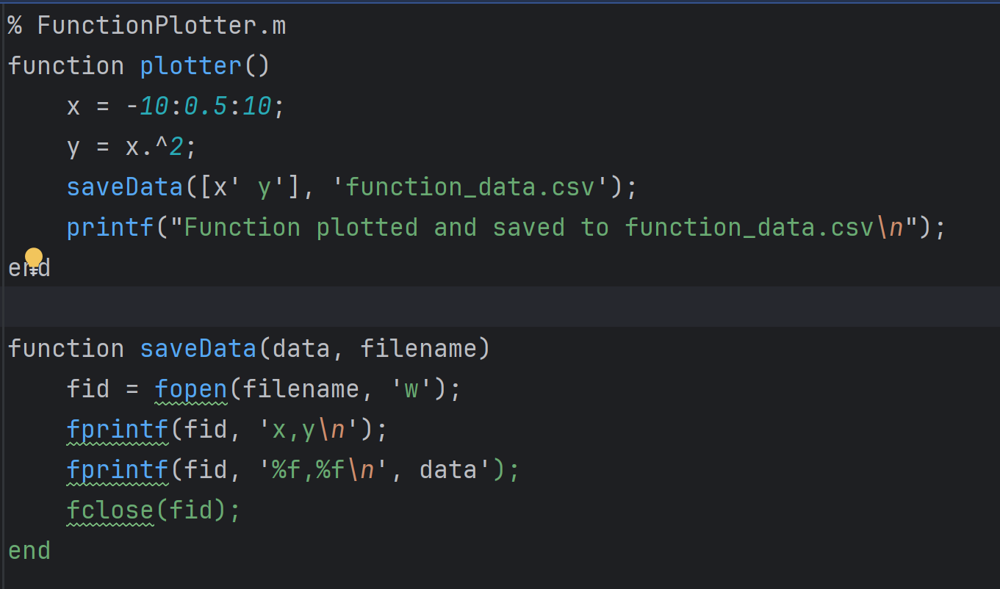 % FunctionPlotter.m
function plotter()
    x = -10:0.5:10;
    y = x.^2;
    saveData([x' y'], 'function_data.csv');
    printf("Function plotted and saved to function_data.csv\n");
end

function saveData(data, filename)
    fid = fopen(filename, 'w');
    fprintf(fid, 'x,y\n');
    fprintf(fid, '%f,%f\n', data');
    fclose(fid);
end